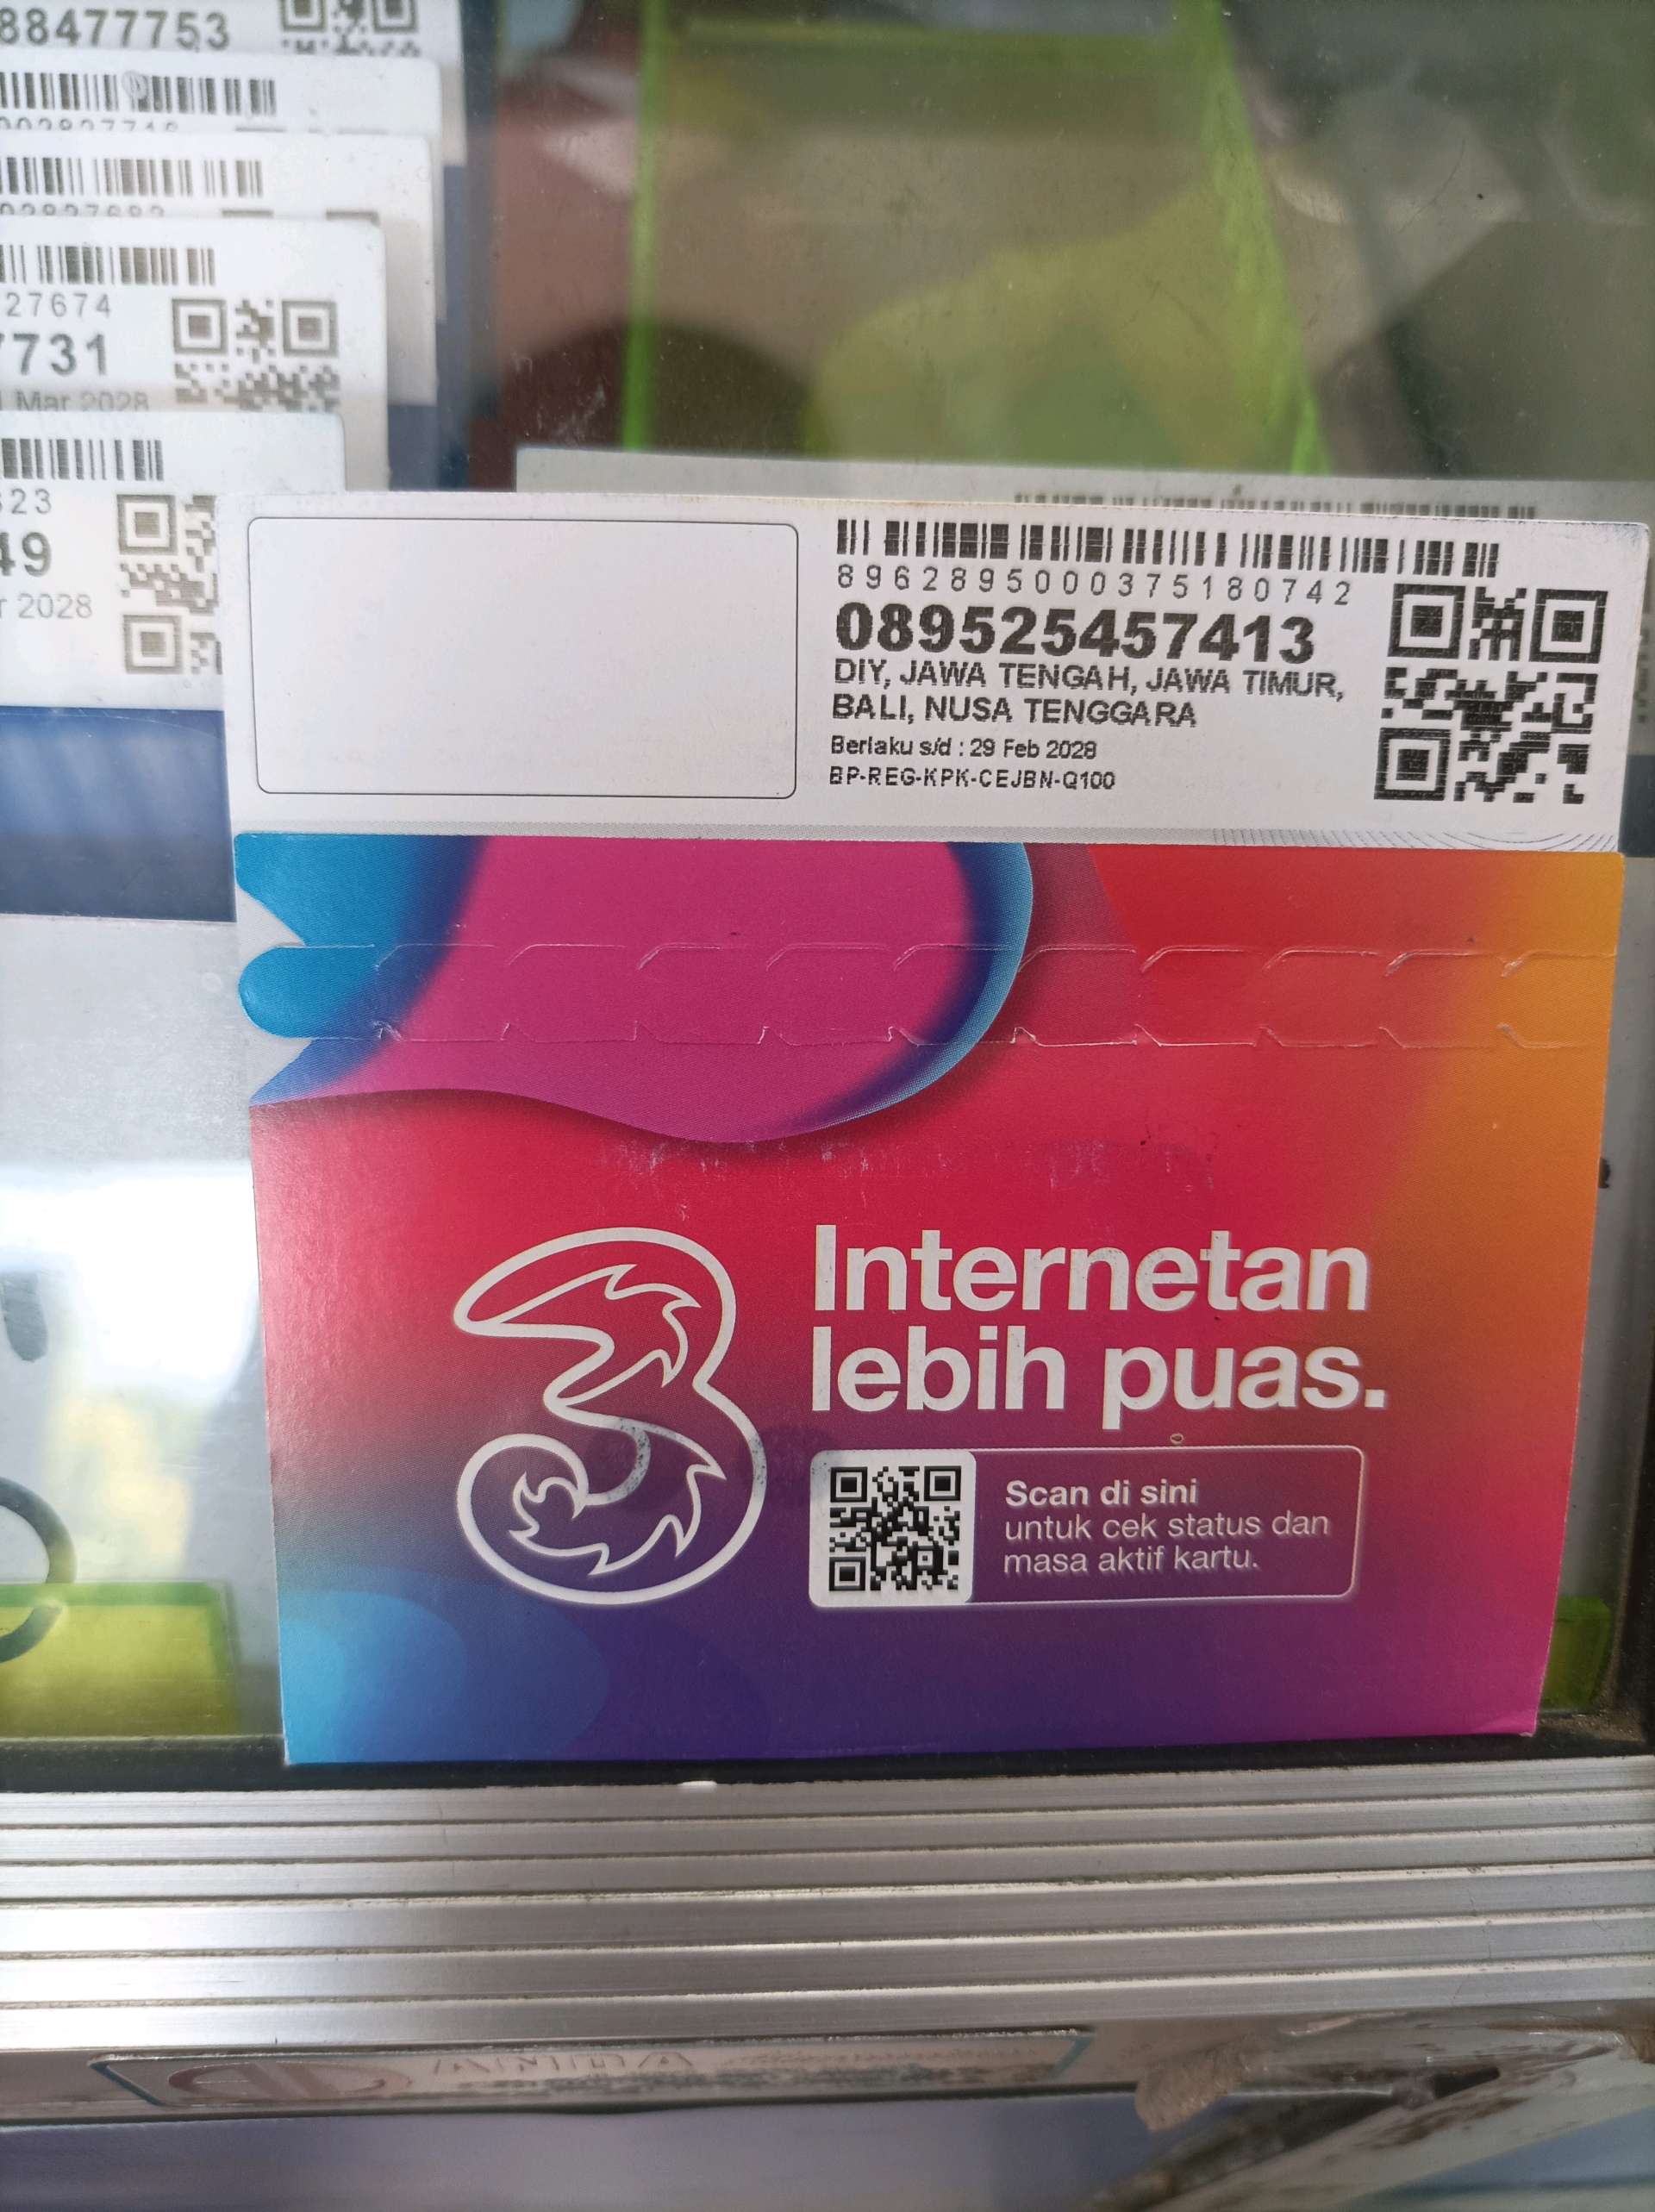 88477753
27674
7731
Mar 2028
323
49
2028
8962895000375180742
089525457413
DIY, JAWA TENGAH, JAWA TIMUR,
BALI, NUSA TENGGARA
Berlaku s/d : 29 Feb 2028
BP-REG-KPK-CEJBN-Q100
3
Internetan
lebih puas.
Scan di sini
untuk cek status dan
masa aktif kartu.